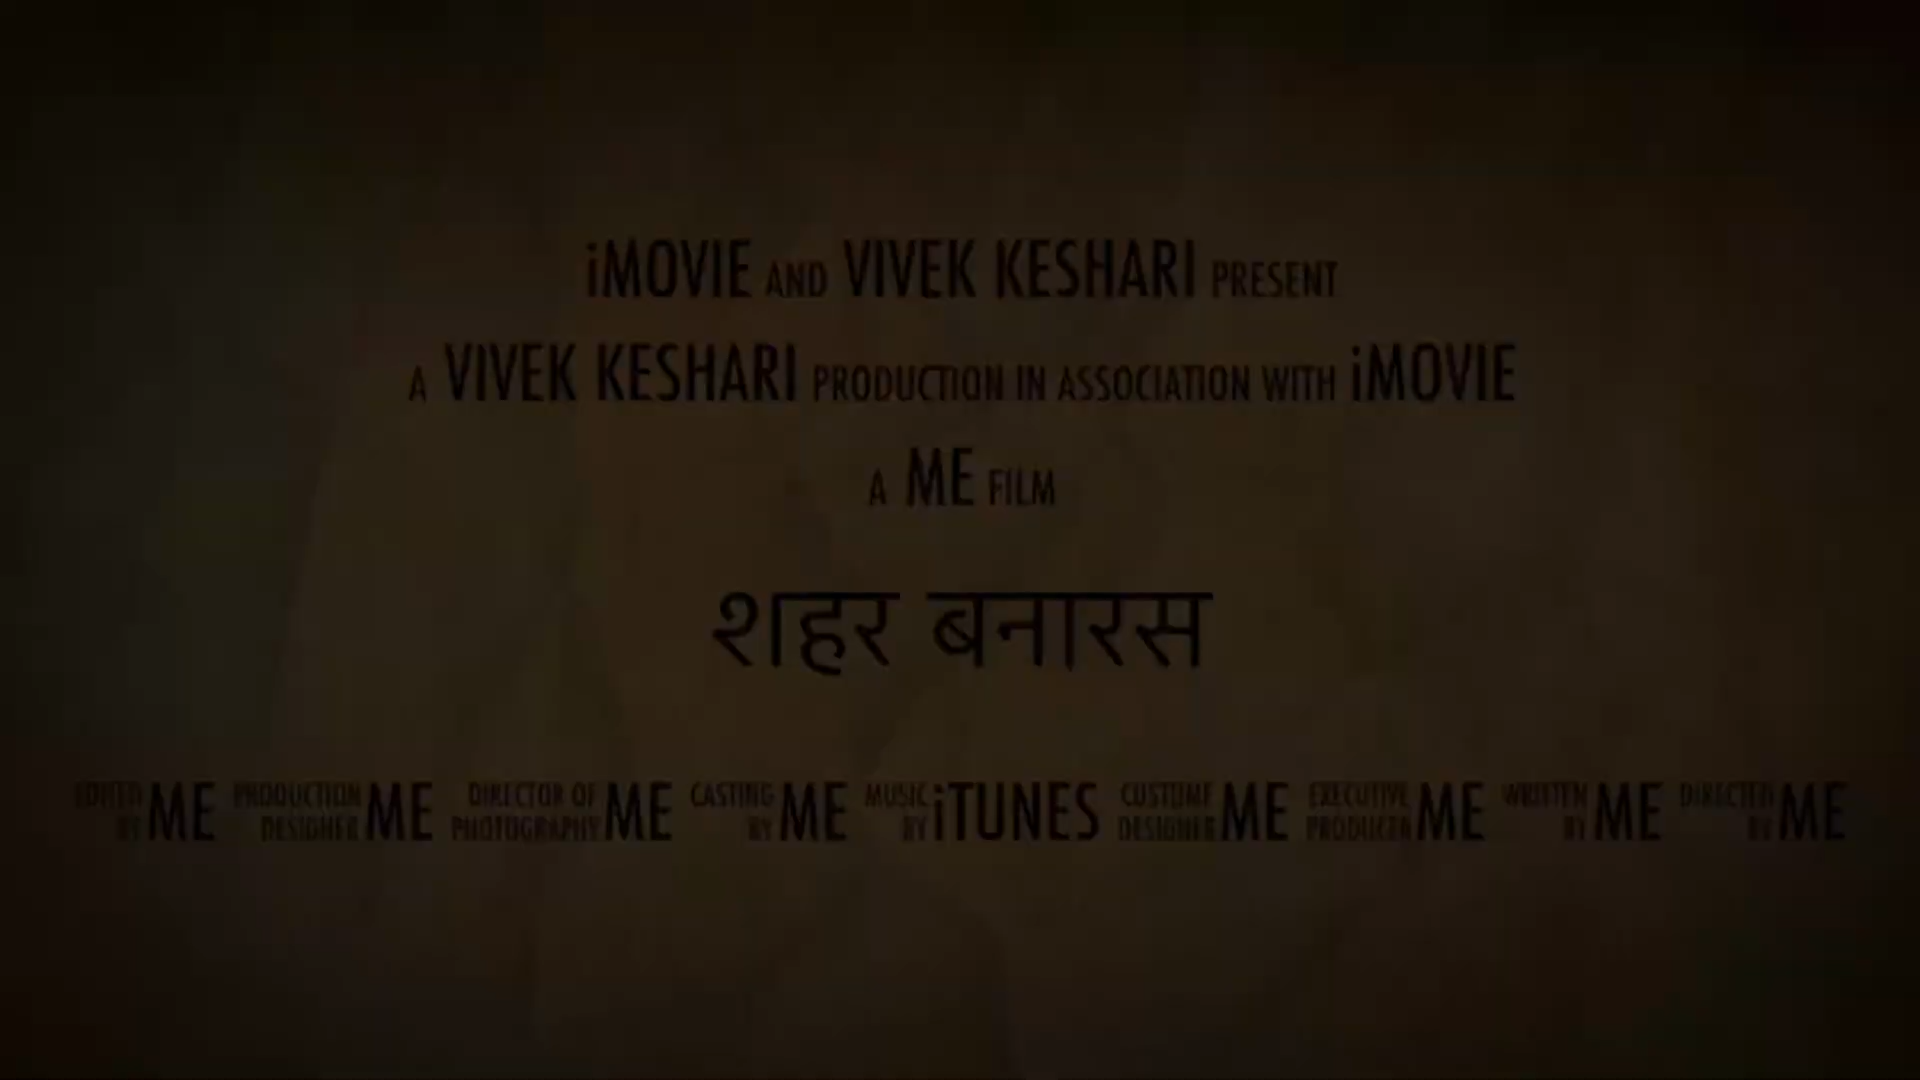 iMOVIE AND VIVEK KESHARI PRESENT
A VIVEK KESHARI PRODUCTION IN ASSOCIATION WITH iMOVIE
A ME FILM
शहर बनारस
EDITED BY ME PRODUCTION DESIGNER ME DIRECTOR OF PHOTOGRAPHY ME CASTING BY ME MUSIC BY iTUNES CUSTUME DESIGNER ME EXECUTIVE PRODUCER ME WRITTEN BY ME DIRECTED BY ME